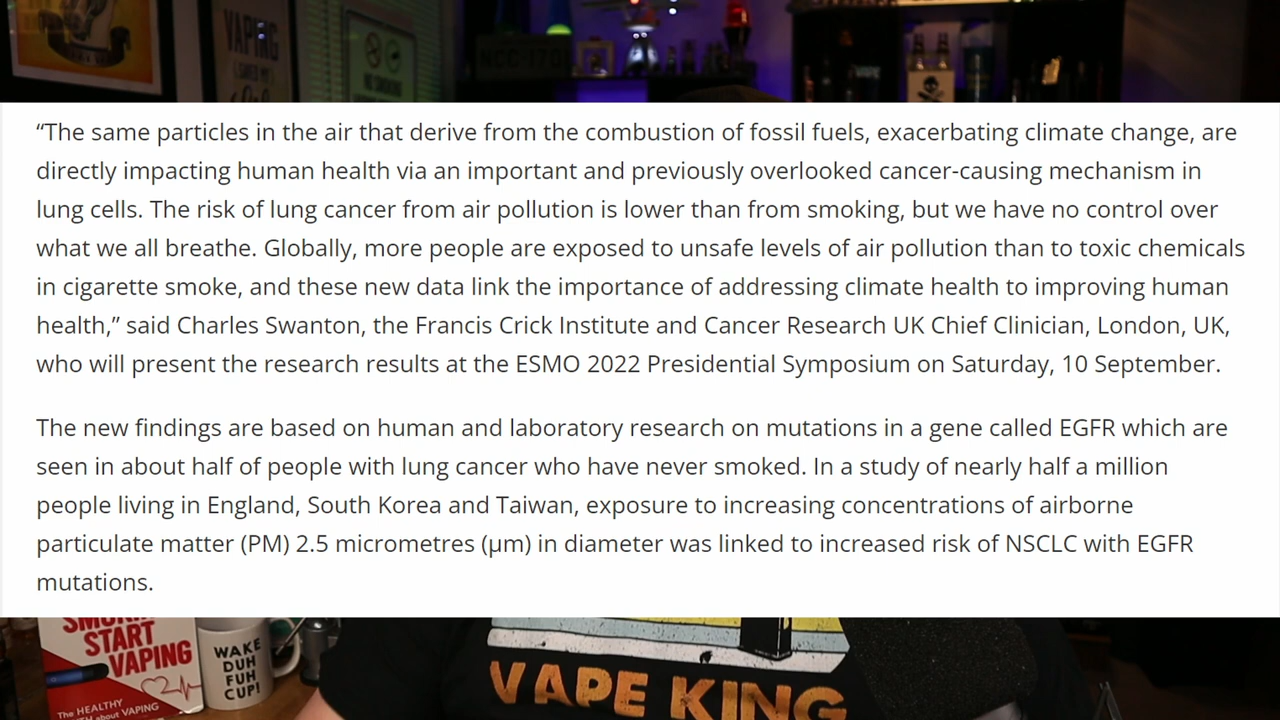 VAPING
NCC-1701
“The same particles in the air that derive from the combustion of fossil fuels, exacerbating climate change, are
directly impacting human health via an important and previously overlooked cancer-causing mechanism in
lung cells. The risk of lung cancer from air pollution is lower than from smoking, but we have no control over
what we all breathe. Globally, more people are exposed to unsafe levels of air pollution than to toxic chemicals
in cigarette smoke, and these new data link the importance of addressing climate health to improving human
health,” said Charles Swanton, the Francis Crick Institute and Cancer Research UK Chief Clinician, London, UK,
who will present the research results at the ESMO 2022 Presidential Symposium on Saturday, 10 September.
The new findings are based on human and laboratory research on mutations in a gene called EGFR which are
seen in about half of people with lung cancer who have never smoked. In a study of nearly half a million
people living in England, South Korea and Taiwan, exposure to increasing concentrations of airborne
particulate matter (PM) 2.5 micrometres (μm) in diameter was linked to increased risk of NSCLC with EGFR
mutations.
START
VAPING
The HEALTHY
about VAPING
WAKE
DUH
FUH
CUP!
VAPE KING